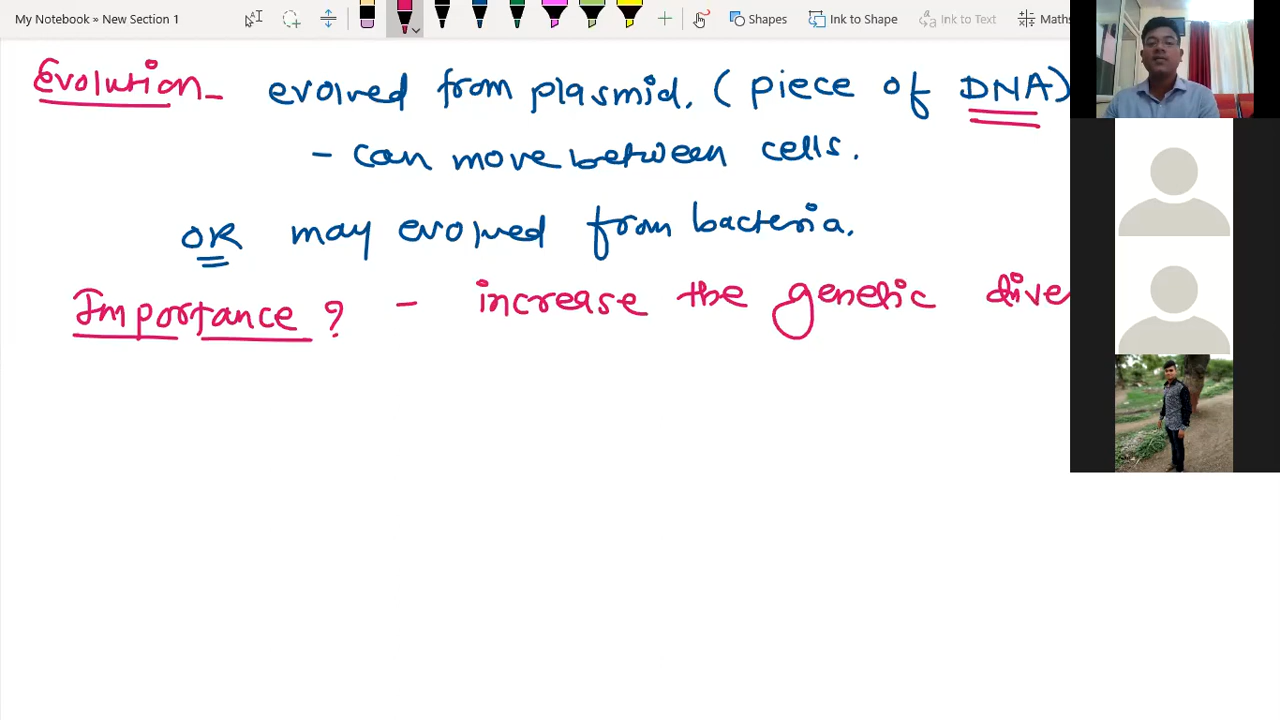 My Notebook » New Section 1
Shapes
Ink to Shape
Ink to Text
Maths
Evolution - evolved from plasmid. (piece of DNA)
- can move between cells.
OR may evolved from bacteria.
Importance? - increase the genetic dive